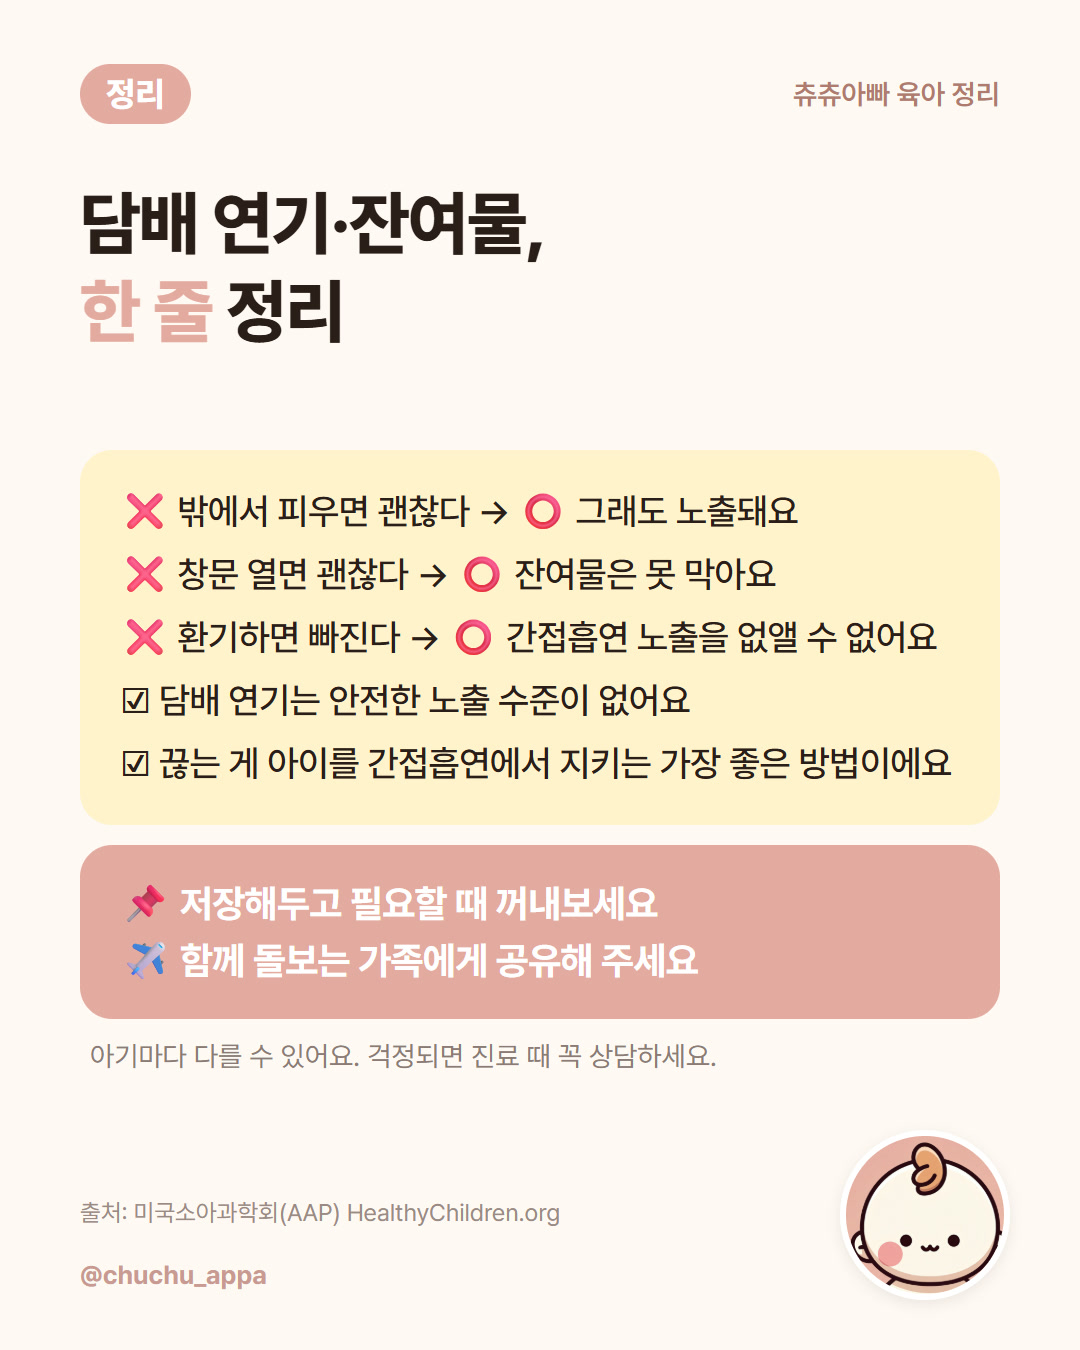 정리
츄츄아빠 육아 정리
담배 연기·잔여물,
한 줄 정리
❌ 밖에서 피우면 괜찮다 → ⭕ 그래도 노출돼요
❌ 창문 열면 괜찮다 → ⭕ 잔여물은 못 막아요
❌ 환기하면 빠진다 → ⭕ 간접흡연 노출을 없앨 수 없어요
☑ 담배 연기는 안전한 노출 수준이 없어요
☑ 끊는 게 아이를 간접흡연에서 지키는 가장 좋은 방법이에요
📌 저장해두고 필요할 때 꺼내보세요
✈️ 함께 돌보는 가족에게 공유해 주세요
아기마다 다를 수 있어요. 걱정되면 진료 때 꼭 상담하세요.
출처: 미국소아과학회(AAP) HealthyChildren.org
@chuchu_appa